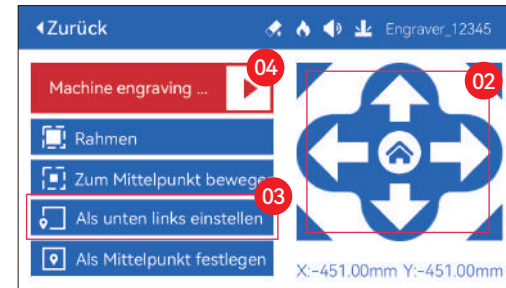 Zurück
Engraver_12345
Machine engraving ...
04
02
Rahmen
Zum Mittelpunkt bewege
03
Als unten links einstellen
Als Mittelpunkt festlegen
X:-451.00mm Y:-451.00mm